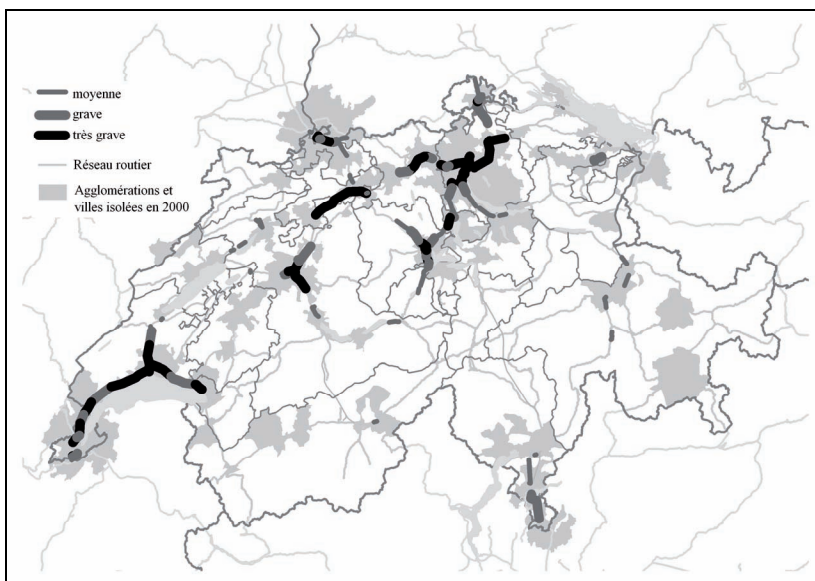 moyenne
grave
très grave
Réseau routier
Agglomérations et
villes isolées en 2000